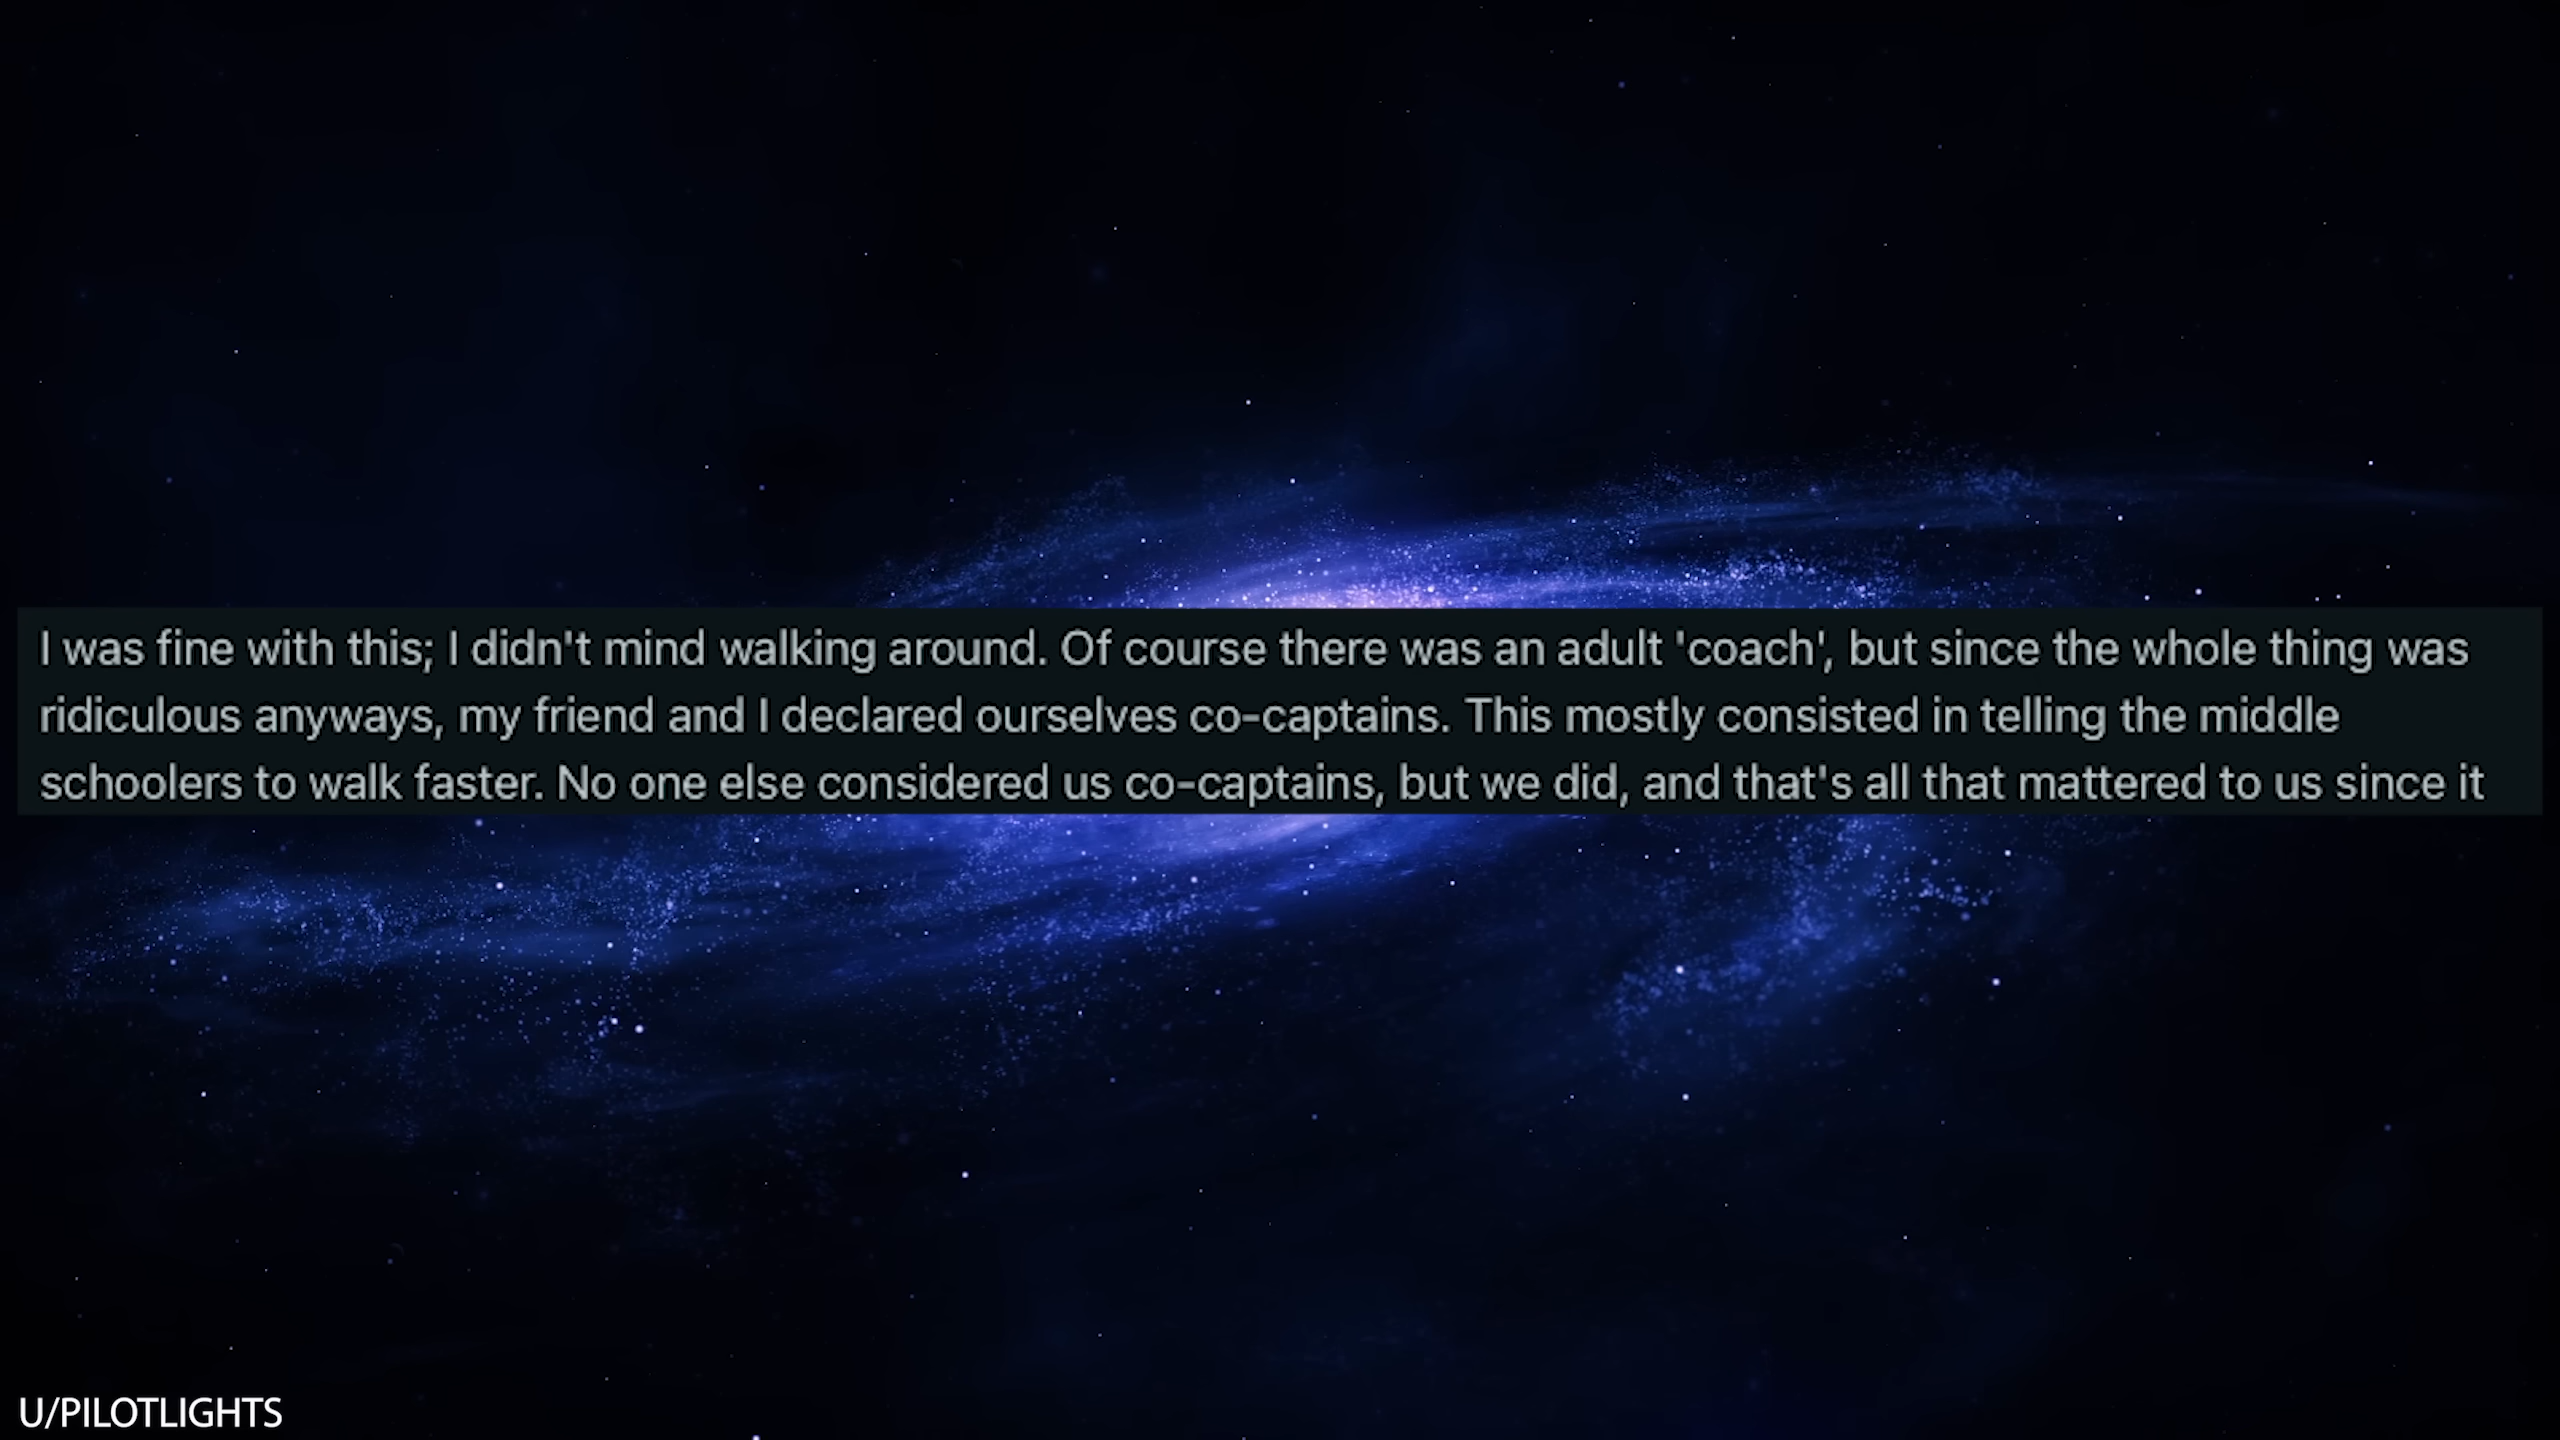 I was fine with this; I didn't mind walking around. Of course there was an adult 'coach', but since the whole thing was
ridiculous anyways, my friend and I declared ourselves co-captains. This mostly consisted in telling the middle
schoolers to walk faster. No one else considered us co-captains, but we did, and that's all that mattered to us since it
U/PILOTLIGHTS